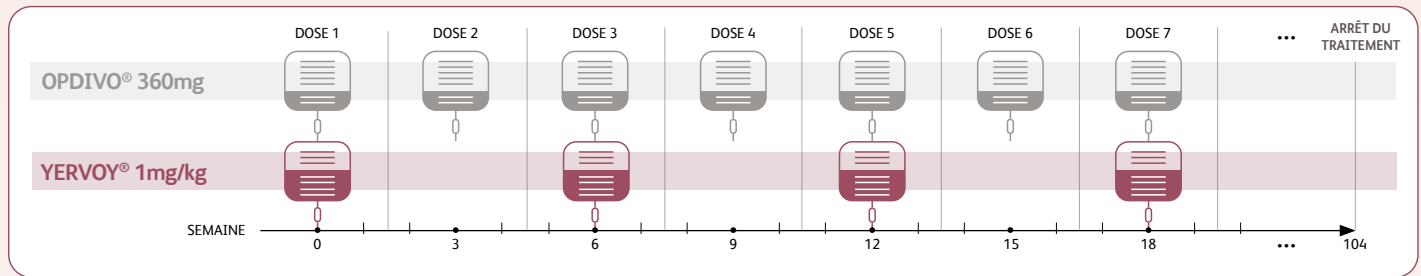 DOSE 1 DOSE 2 DOSE 3 DOSE 4 DOSE 5 DOSE 6 DOSE 7 ... ARRÊT DU
TRAITEMENT
OPDIVO® 360mg
YERVOY® 1mg/kg
SEMAINE
0 3 6 9 12 15 18 ... 104